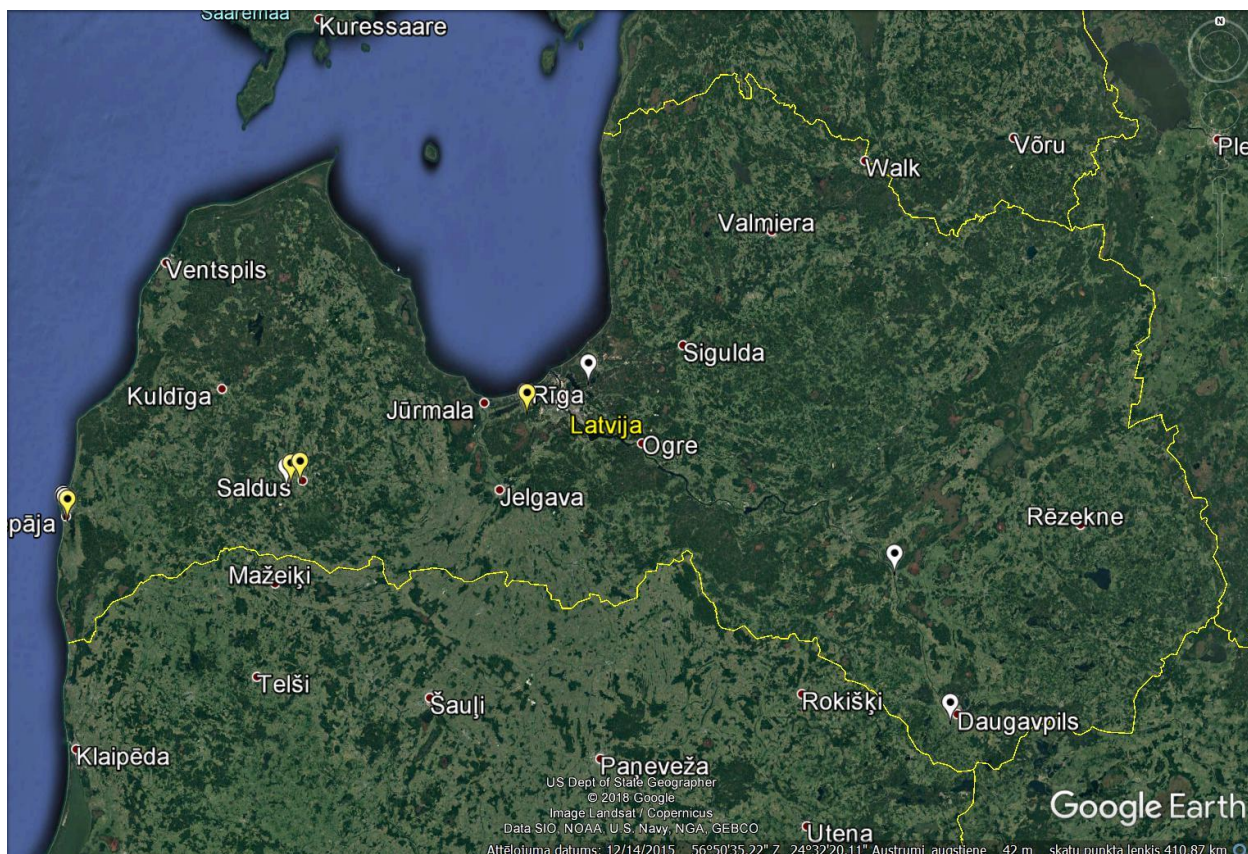 Saaremaa
Kuressaare
N
Võru
Ple
Walk
Valmiera
Ventspils
Sigulda
Kuldīga
Rīga
Jūrmala
Latvija
Ogre
Saldus
Jelgava
epāja
Rēzekne
Mažeiķi
Telši
Šauļi
Rokišķi
Daugavpils
Klaipēda
Paņeveža
US Dept of State Geographer
© 2018 Google
Image Landsat / Copernicus
Data SIO, NOAA, U.S. Navy, NGA, GEBCO
Google Earth
Utena
Attēlojuma datums: 12/14/2015 56°50'35.22" Z 24°32'20.11" Austrumi augstiene 42 m skatu punkta leņķis 410.87 km